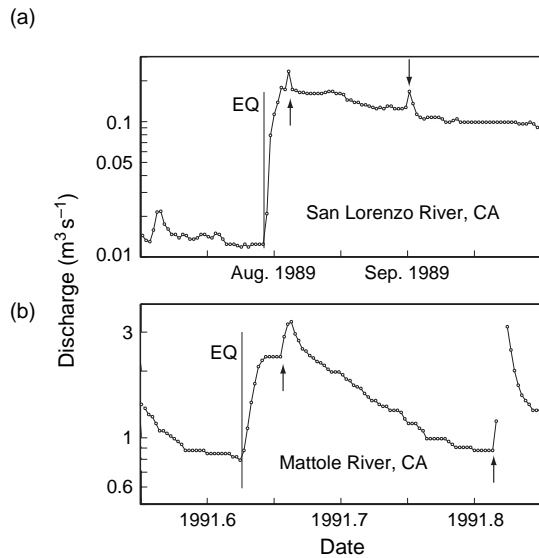 (a)
EQ
0.1
0.05
0.01
San Lorenzo River, CA
Aug. 1989 Sep. 1989
Discharge (m³ s⁻¹)
(b)
EQ
3
1
0.6
Mattole River, CA
1991.6 1991.7 1991.8
Date